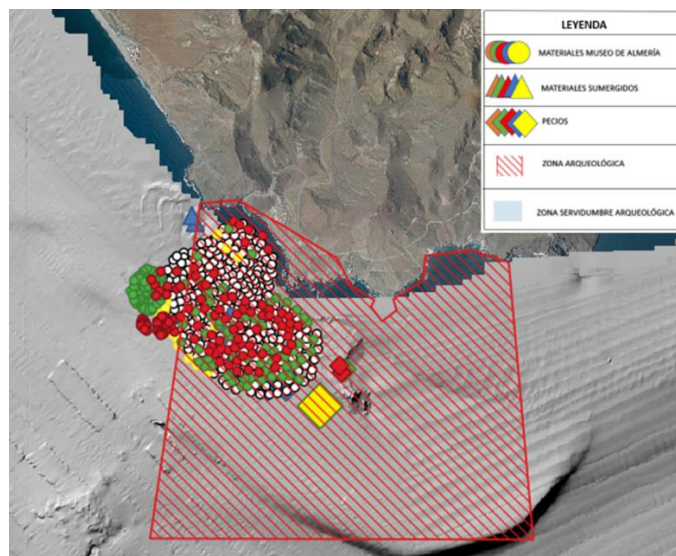 LEYENDA
MATERIALES MUSEO DE ALMERÍA
MATERIALES SUMERGIDOS
PECIOS
ZONA ARQUEOLÓGICA
ZONA SERVIDUMBRE ARQUEOLÓGICA